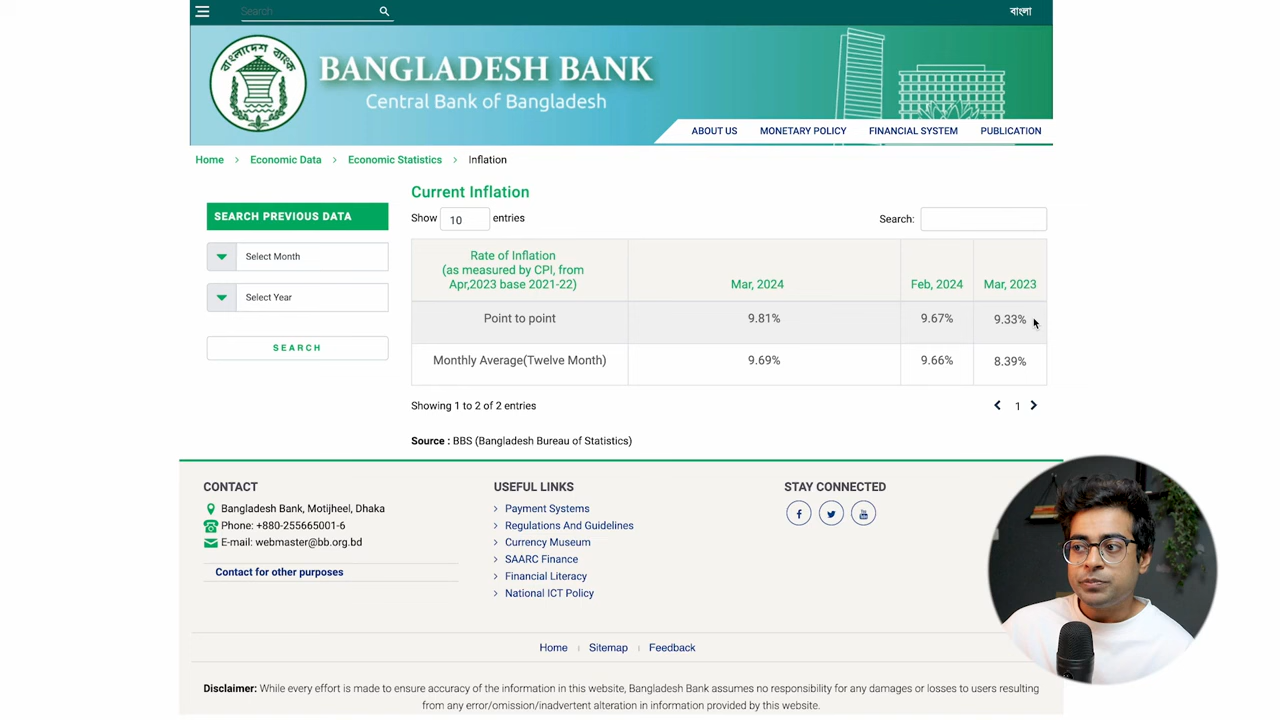 Search
বাংলা
বাংলাদেশ ব্যাংক
BANGLADESH BANK
Central Bank of Bangladesh
ABOUT US MONETARY POLICY FINANCIAL SYSTEM PUBLICATION
Home > Economic Data > Economic Statistics > Inflation
SEARCH PREVIOUS DATA
Select Month
Select Year
SEARCH
Current Inflation
Show 10 entries
Search:
Rate of Inflation
(as measured by CPI, from
Apr,2023 base 2021-22)
Mar, 2024 Feb, 2024 Mar, 2023
Point to point 9.81% 9.67% 9.33%
Monthly Average(Twelve Month) 9.69% 9.66% 8.39%
Showing 1 to 2 of 2 entries
1
Source : BBS (Bangladesh Bureau of Statistics)
CONTACT
Bangladesh Bank, Motijheel, Dhaka
Phone: +880-255665001-6
E-mail: webmaster@bb.org.bd
Contact for other purposes
USEFUL LINKS
Payment Systems
Regulations And Guidelines
Currency Museum
SAARC Finance
Financial Literacy
National ICT Policy
STAY CONNECTED
Home | Sitemap | Feedback
Disclaimer: While every effort is made to ensure accuracy of the information in this website, Bangladesh Bank assumes no responsibility for any damages or losses to users resulting
from any error/omission/inadvertent alteration in information provided by this website.